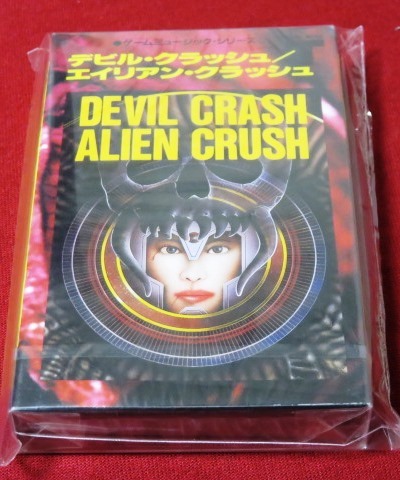 ●ゲームミュージック・シリーズ
デビル・クラッシュ/
エイリアン・クラッシュ
DEVIL CRASH
ALIEN CRUSH